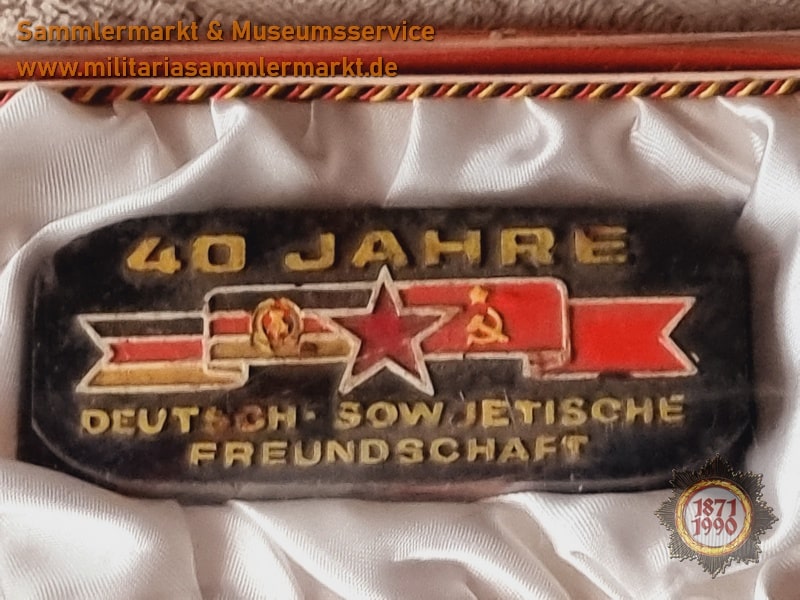 Sammlermarkt & Museumsservice
www.militariasammlermarkt.de
40 JAHRE
DEUTSCH-SOWJETISCHE
FREUNDSCHAFT
1871
1990